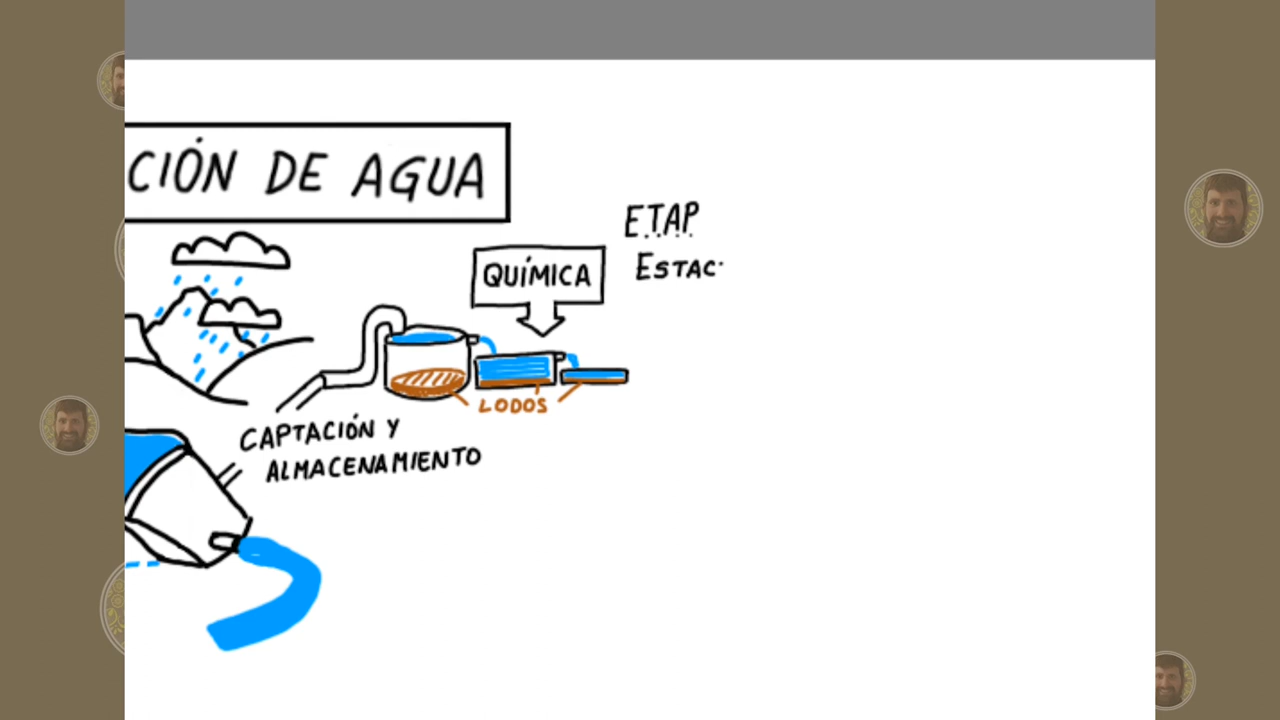 CIÓN DE AGUA
E.T.A.P.
ESTAC
QUÍMICA
LODOS
CAPTACIÓN Y
ALMACENAMIENTO